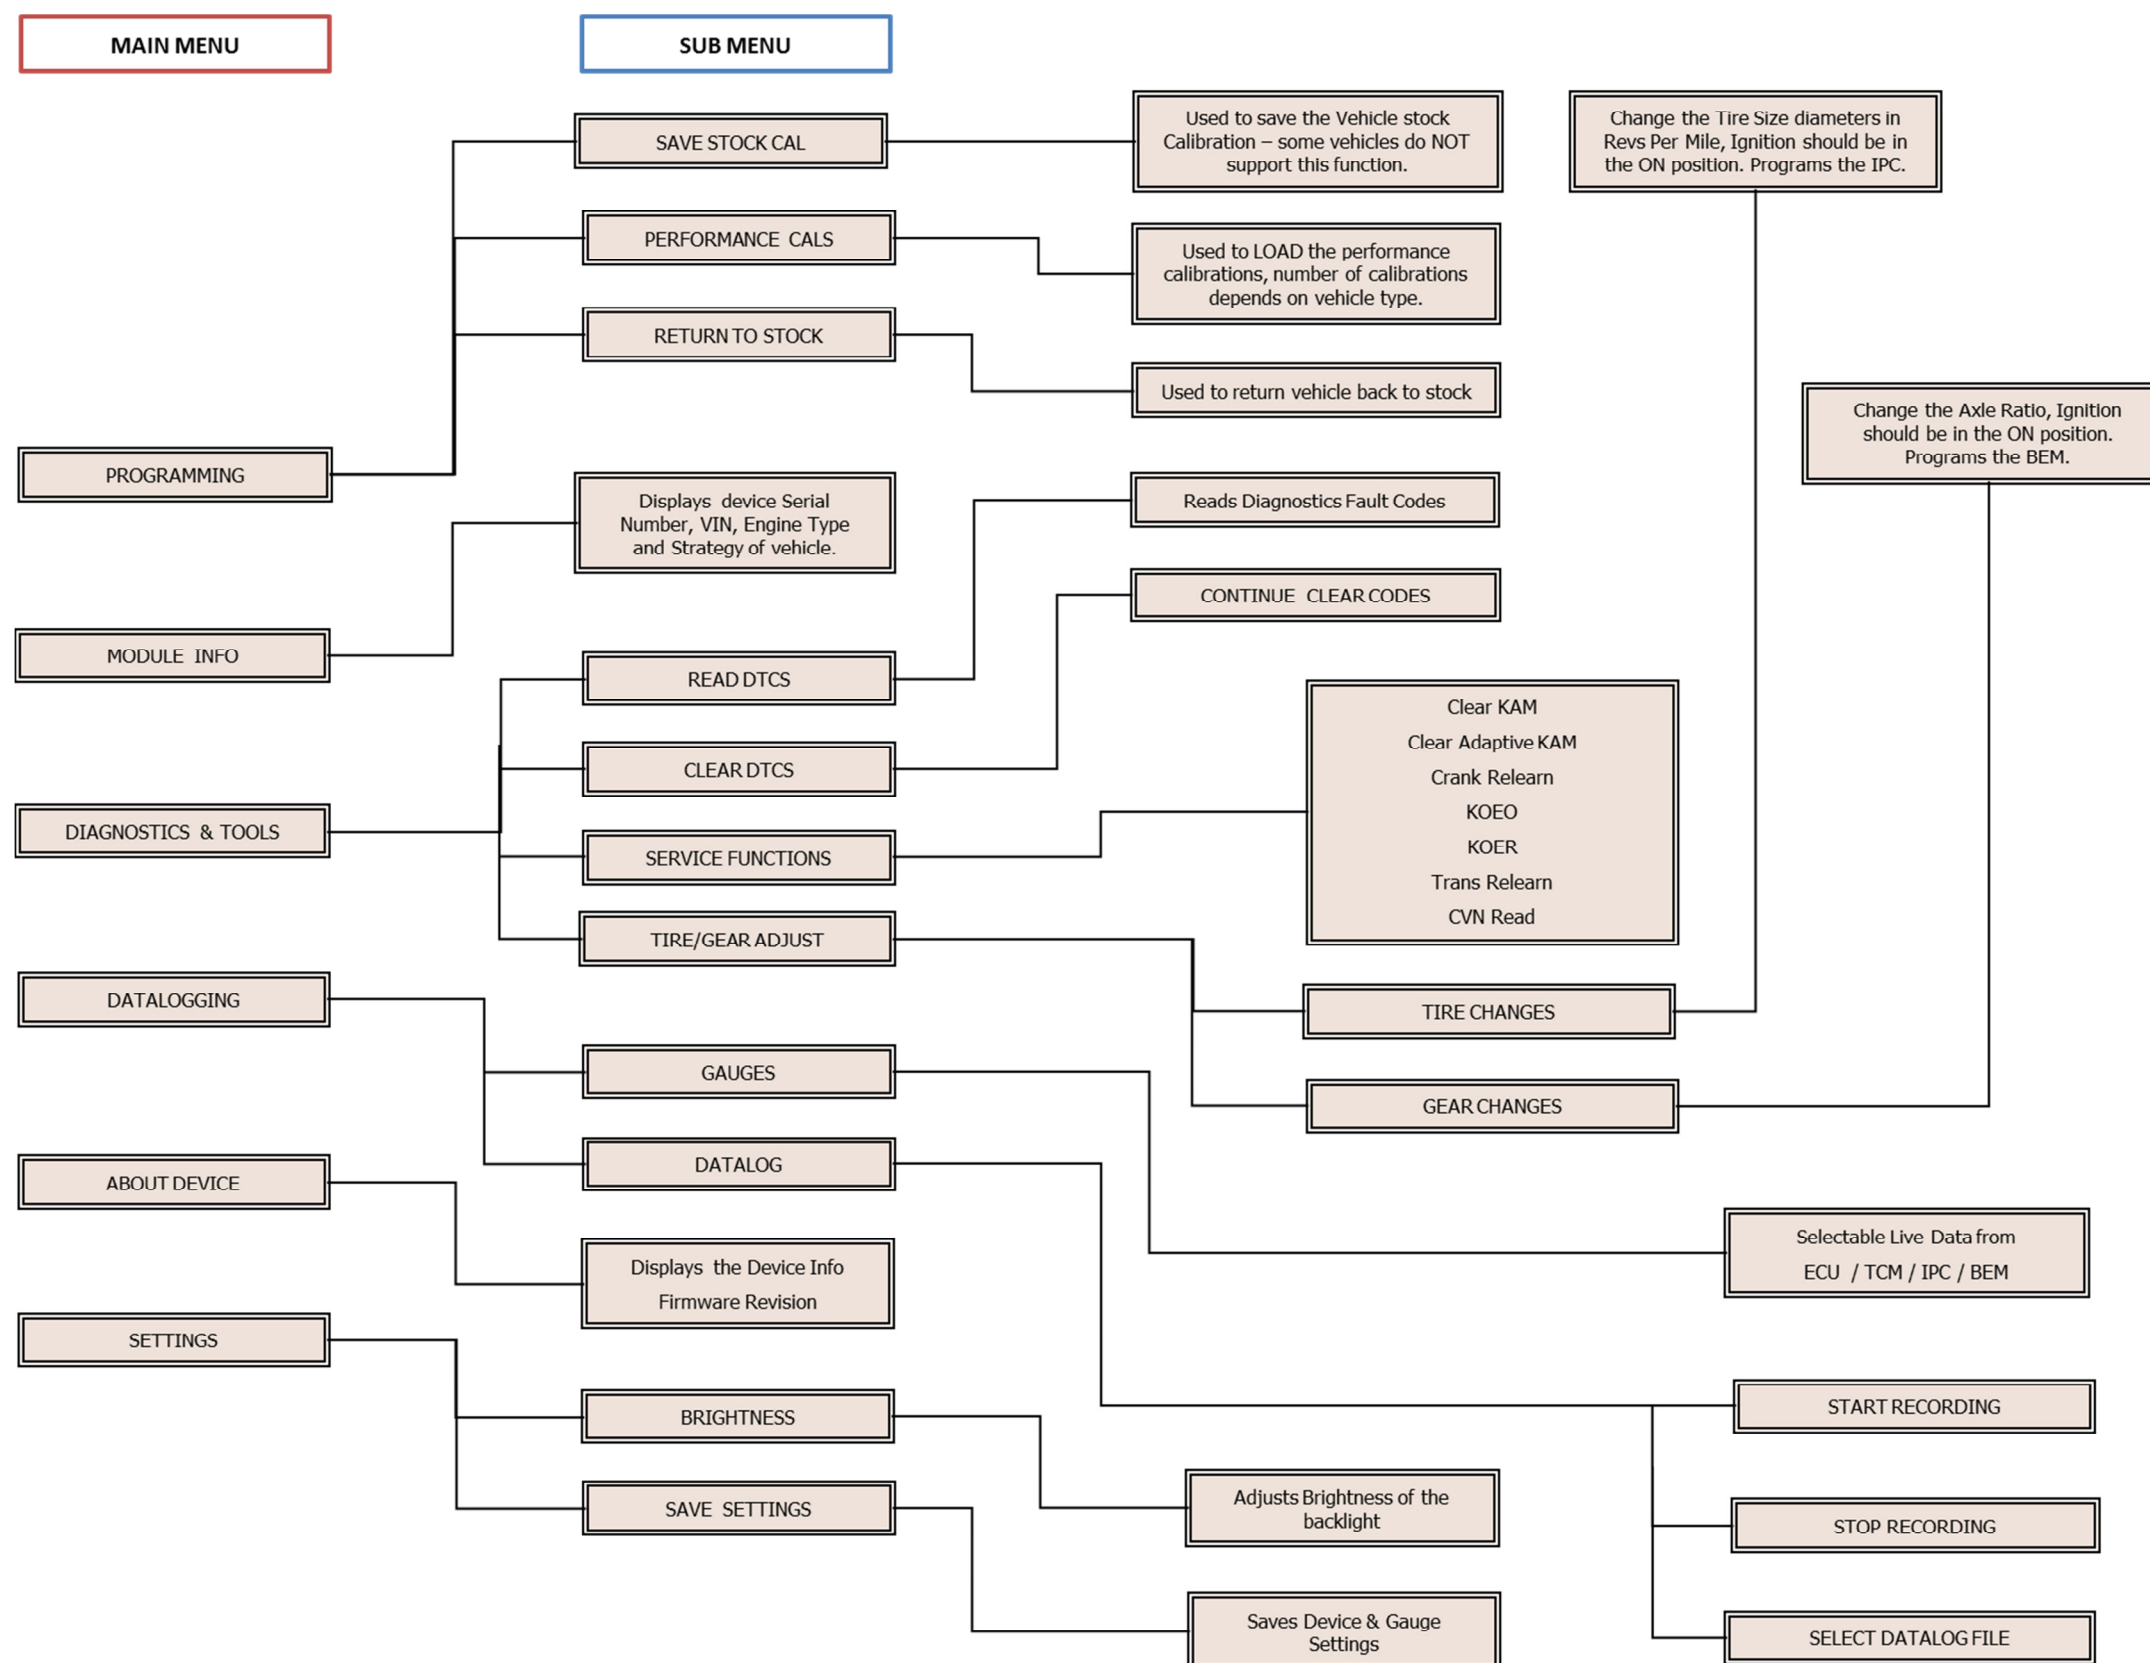 MAIN MENU
SUB MENU
SAVE STOCK CAL
Used to save the Vehicle stock
Calibration – some vehicles do NOT
support this function.
Change the Tire Size diameters in
Revs Per Mile, Ignition should be in
the ON position. Programs the IPC.
PERFORMANCE CALS
Used to LOAD the performance
calibrations, number of calibrations
depends on vehicle type.
RETURN TO STOCK
Used to return vehicle back to stock
Change the Axle Ratio, Ignition
should be in the ON position.
Programs the BEM.
PROGRAMMING
Displays device Serial
Number, VIN, Engine Type
and Strategy of vehicle.
Reads Diagnostics Fault Codes
CONTINUE CLEAR CODES
MODULE INFO
READ DTCS
Clear KAM
Clear Adaptive KAM
Crank Relearn
KOEO
KOER
Trans Relearn
CVN Read
CLEAR DTCS
DIAGNOSTICS & TOOLS
SERVICE FUNCTIONS
TIRE/GEAR ADJUST
DATALOGGING
TIRE CHANGES
GAUGES
GEAR CHANGES
DATALOG
ABOUT DEVICE
Selectable Live Data from
ECU / TCM / IPC / BEM
Displays the Device Info
Firmware Revision
SETTINGS
BRIGHTNESS
START RECORDING
SAVE SETTINGS
Adjusts Brightness of the
backlight
STOP RECORDING
Saves Device & Gauge
Settings
SELECT DATALOG FILE